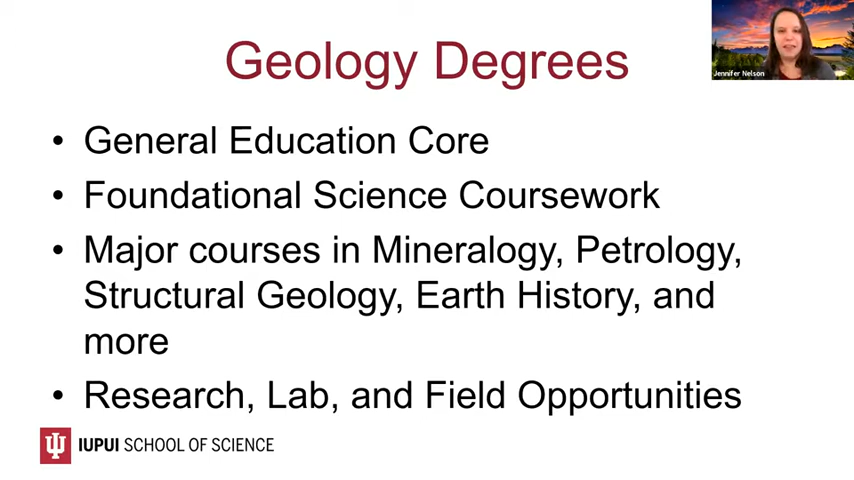 Geology Degrees
Jennifer Nelson
• General Education Core
• Foundational Science Coursework
• Major courses in Mineralogy, Petrology,
Structural Geology, Earth History, and
more
• Research, Lab, and Field Opportunities
IUPUI SCHOOL OF SCIENCE